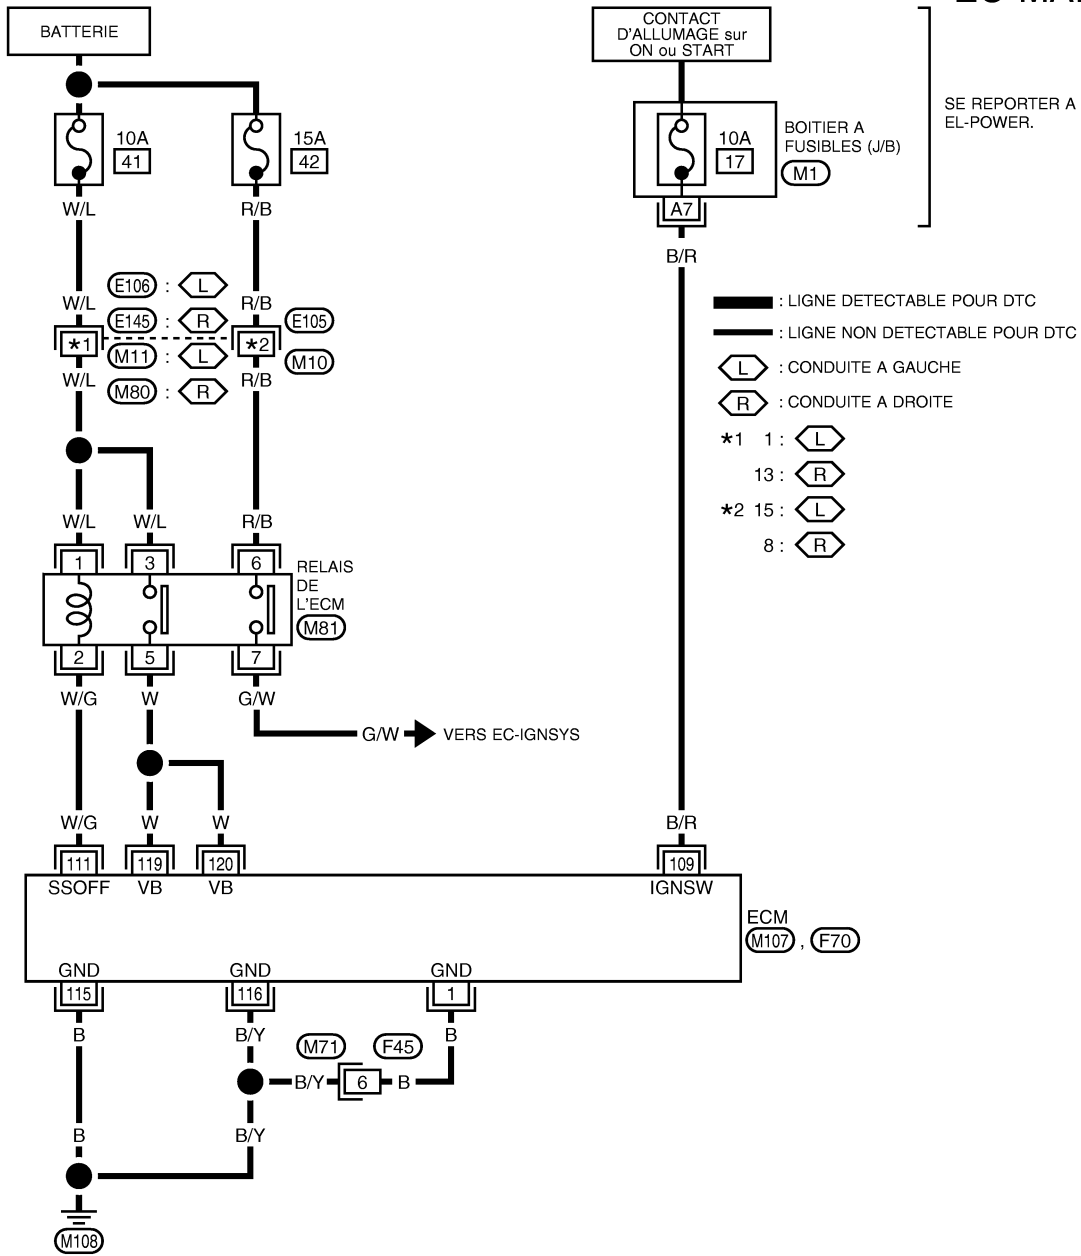 BATTERIE
CONTACT
D'ALLUMAGE sur
ON ou START
SE REPORTER A
EL-POWER.
10A
41
15A
42
10A
17
BOITIER A
FUSIBLES (J/B)
M1
A7
W/L
R/B
B/R
E106 : L
W/L
R/B
E145 : R
E105
*1
*2
M11 : L
M10
W/L
R/B
M80 : R
: LIGNE DETECTABLE POUR DTC
: LIGNE NON DETECTABLE POUR DTC
L : CONDUITE A GAUCHE
R : CONDUITE A DROITE
*1 1 : L
13 : R
*2 15 : L
8 : R
W/L
W/L
R/B
1
3
6
RELAIS
DE
L'ECM
M81
2
5
7
W/G
W
G/W
G/W
VERS EC-IGNSYS
W/G
W
W
B/R
111
119
120
109
SSOFF
VB
VB
IGNSW
ECM
M107 , F70
GND
GND
GND
115
116
1
B
B/Y
B
M71
F45
B/Y
6
B
B
B/Y
M108